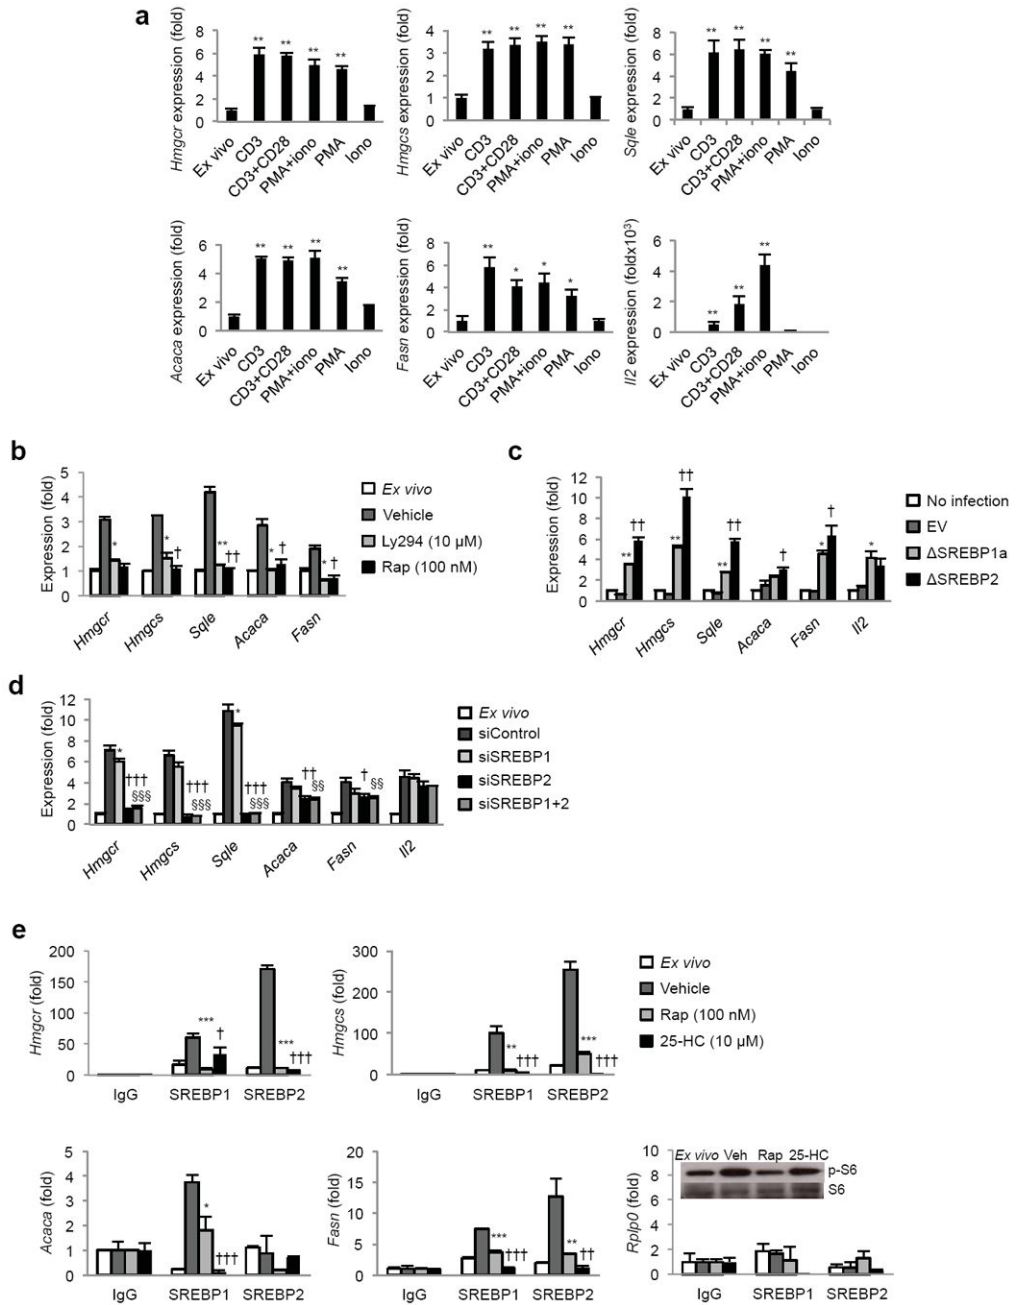 a
Hmgcr expression (fold)
8
6
4
2
0
** ** ** **
Ex vivo
CD3
CD3+CD28
PMA+iono
PMA
Iono
Hmgcs expression (fold)
4
3
2
1
0
** ** ** **
Ex vivo
CD3
CD3+CD28
PMA+iono
PMA
Iono
Sqle expression (fold)
8
6
4
2
0
** ** ** **
Ex vivo
CD3
CD3+CD28
PMA+iono
PMA
Iono
Acaca expression (fold)
6
4
2
0
** ** ** **
Ex vivo
CD3
CD3+CD28
PMA+iono
PMA
Iono
Fasn expression (fold)
8
6
4
2
0
** * * *
Ex vivo
CD3
CD3+CD28
PMA+iono
PMA
Iono
Il2 expression (foldx10³)
6
4
2
0
** ** **
Ex vivo
CD3
CD3+CD28
PMA+iono
PMA
Iono
b
Expression (fold)
5
4
3
2
1
0
* * † ** †† * † * †
Hmgcr
Hmgcs
Sqle
Acaca
Fasn
Ex vivo
Vehicle
Ly294 (10 µM)
Rap (100 nM)
c
Expression (fold)
12
10
8
6
4
2
0
** †† †† ** †† † * † *
Hmgcr
Hmgcs
Sqle
Acaca
Fasn
Il2
No infection
EV
ΔSREBP1a
ΔSREBP2
d
Expression (fold)
12
10
8
6
4
2
0
* ††† §§§ ††† §§§ * ††† §§§ †† §§ † §§
Hmgcr
Hmgcs
Sqle
Acaca
Fasn
Il2
Ex vivo
siControl
siSREBP1
siSREBP2
siSREBP1+2
e
Hmgcr (fold)
200
150
100
50
0
*** † *** †††
IgG SREBP1 SREBP2
Hmgcs (fold)
300
200
100
0
** ††† *** †††
IgG SREBP1 SREBP2
Ex vivo
Vehicle
Rap (100 nM)
25-HC (10 µM)
Acaca (fold)
5
4
3
2
1
0
* †††
IgG SREBP1 SREBP2
Fasn (fold)
20
15
10
5
0
*** ††† ** ††
IgG SREBP1 SREBP2
Rplp0 (fold)
10
8
6
4
2
0
Ex vivo Veh Rap 25-HC
p-S6
S6
IgG SREBP1 SREBP2